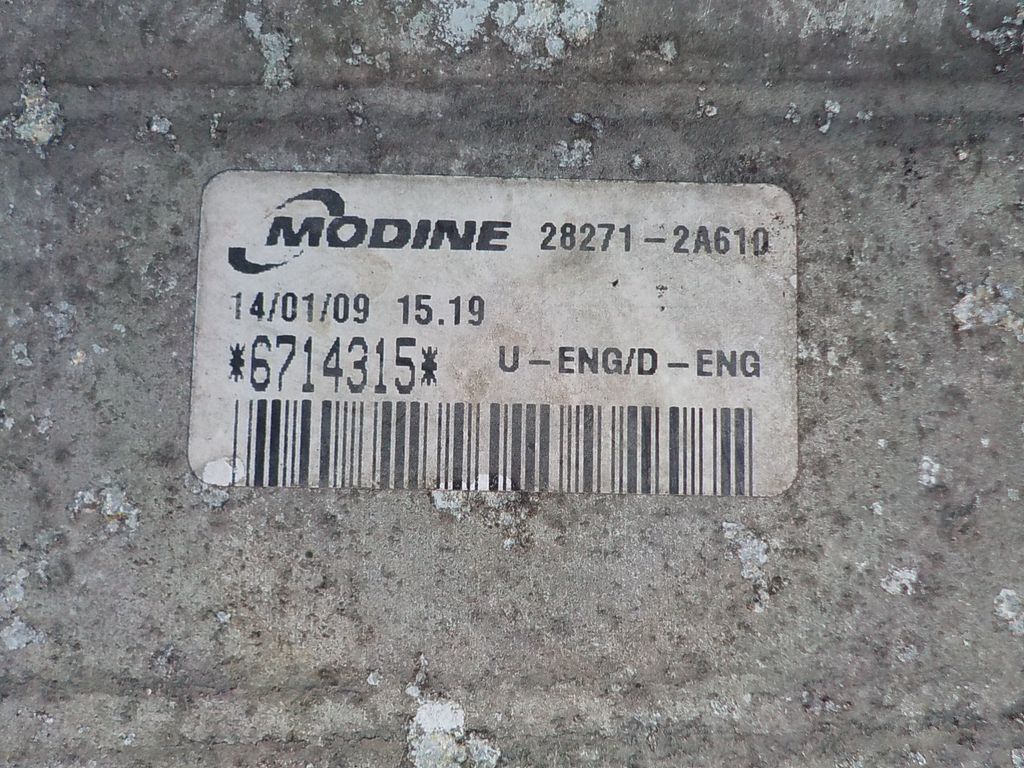 MODINE 28271-2A610
14/01/09 15.19
*6714315* U-ENG/D-ENG